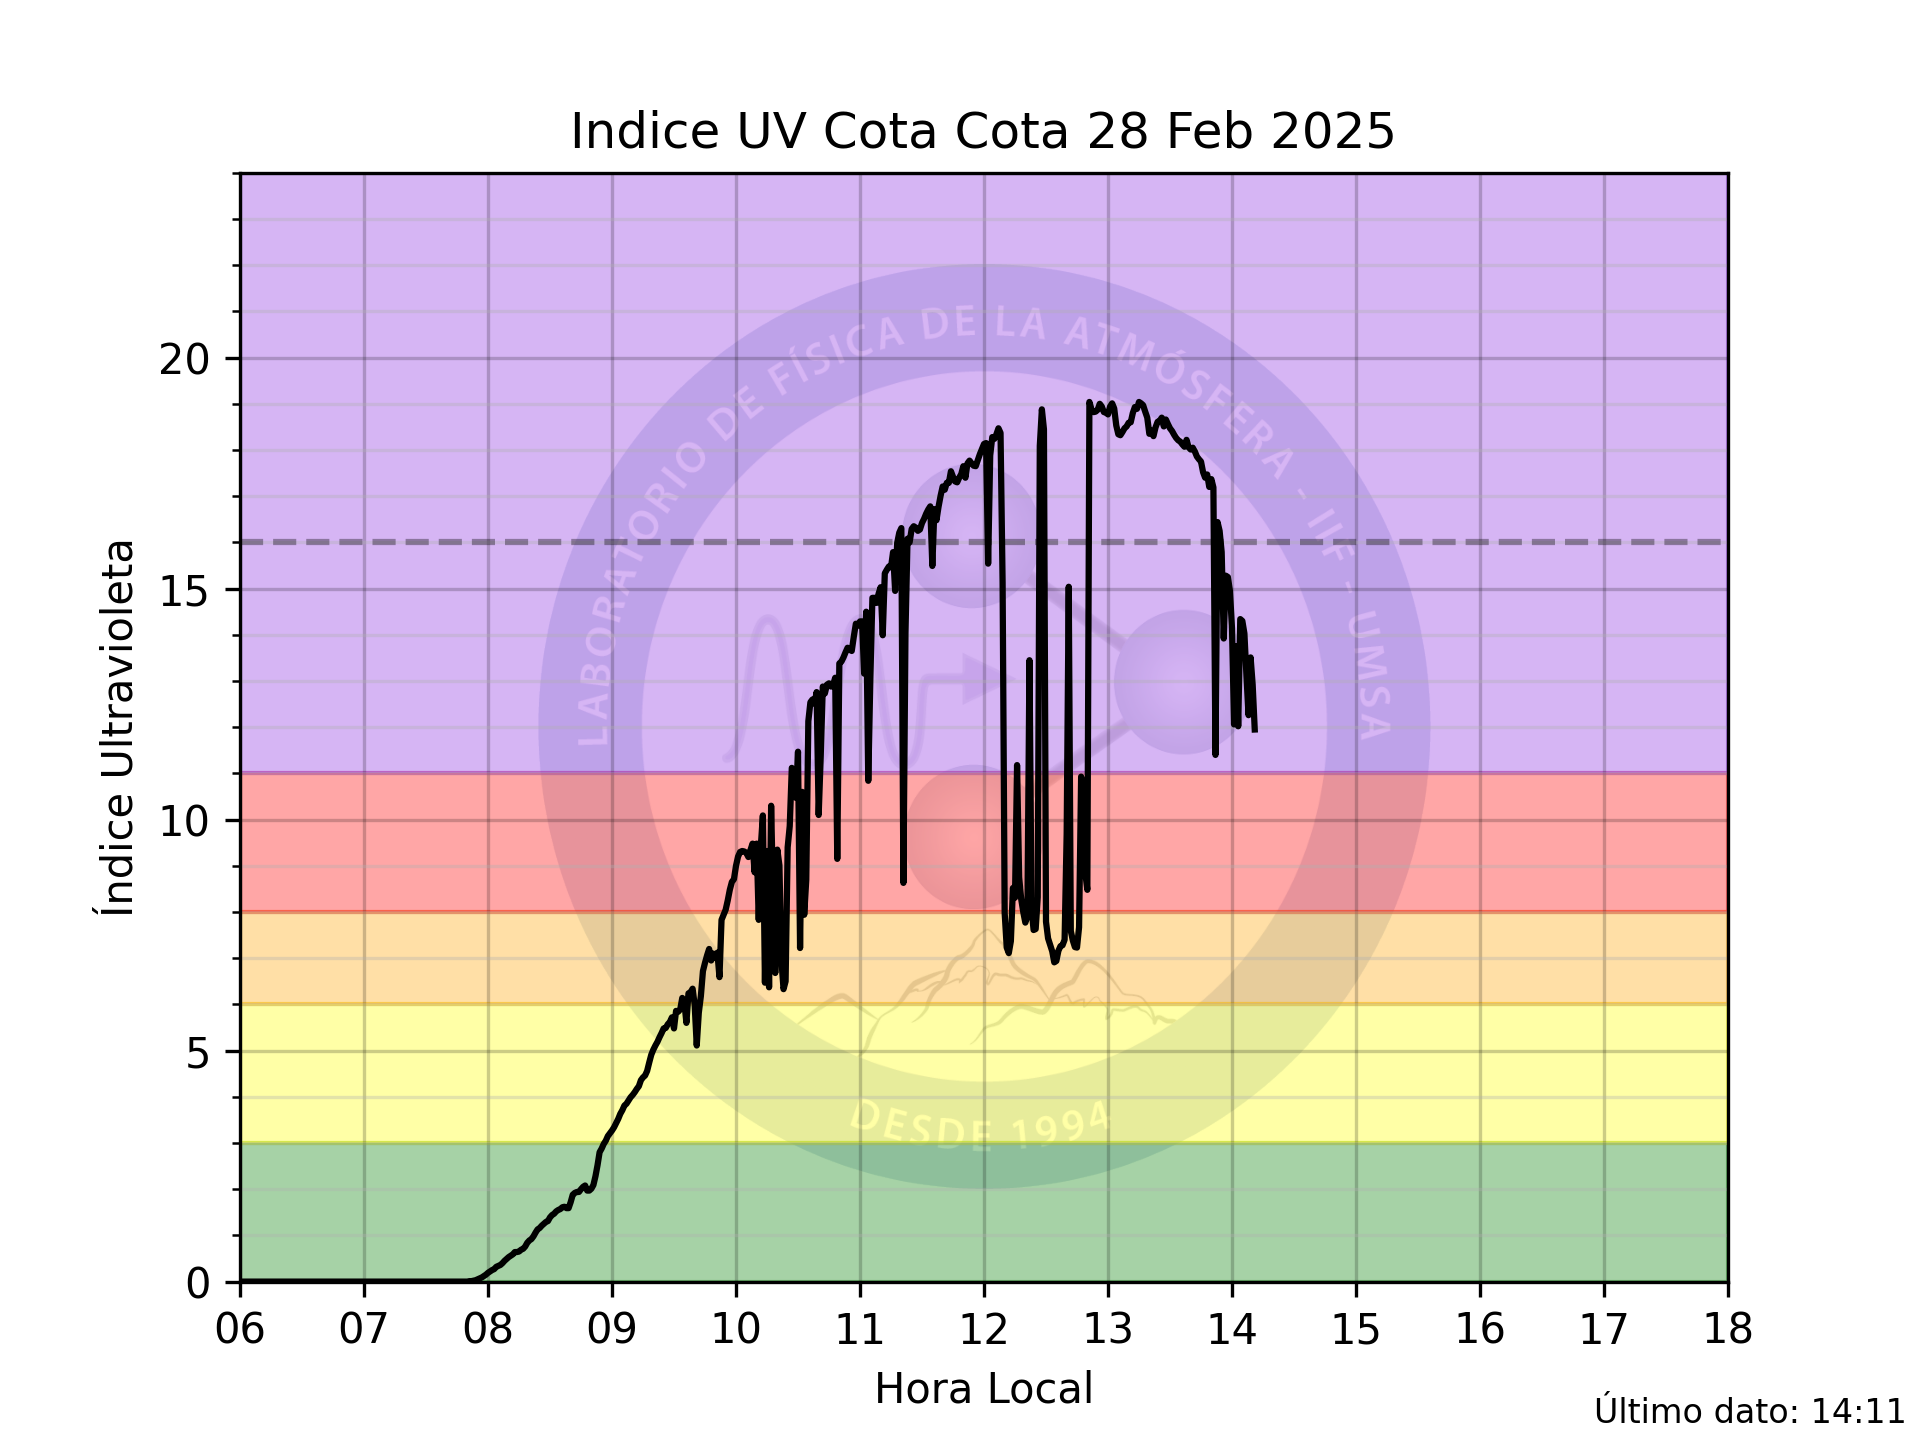 Indice UV Cota Cota 28 Feb 2025
LABORATORIO DE FÍSICA DE LA ATMÓSFERA - IIF - UMSA
DESDE 1994
Índice Ultravioleta
20
15
10
5
0
06 07 08 09 10 11 12 13 14 15 16 17 18
Hora Local
Último dato: 14:11